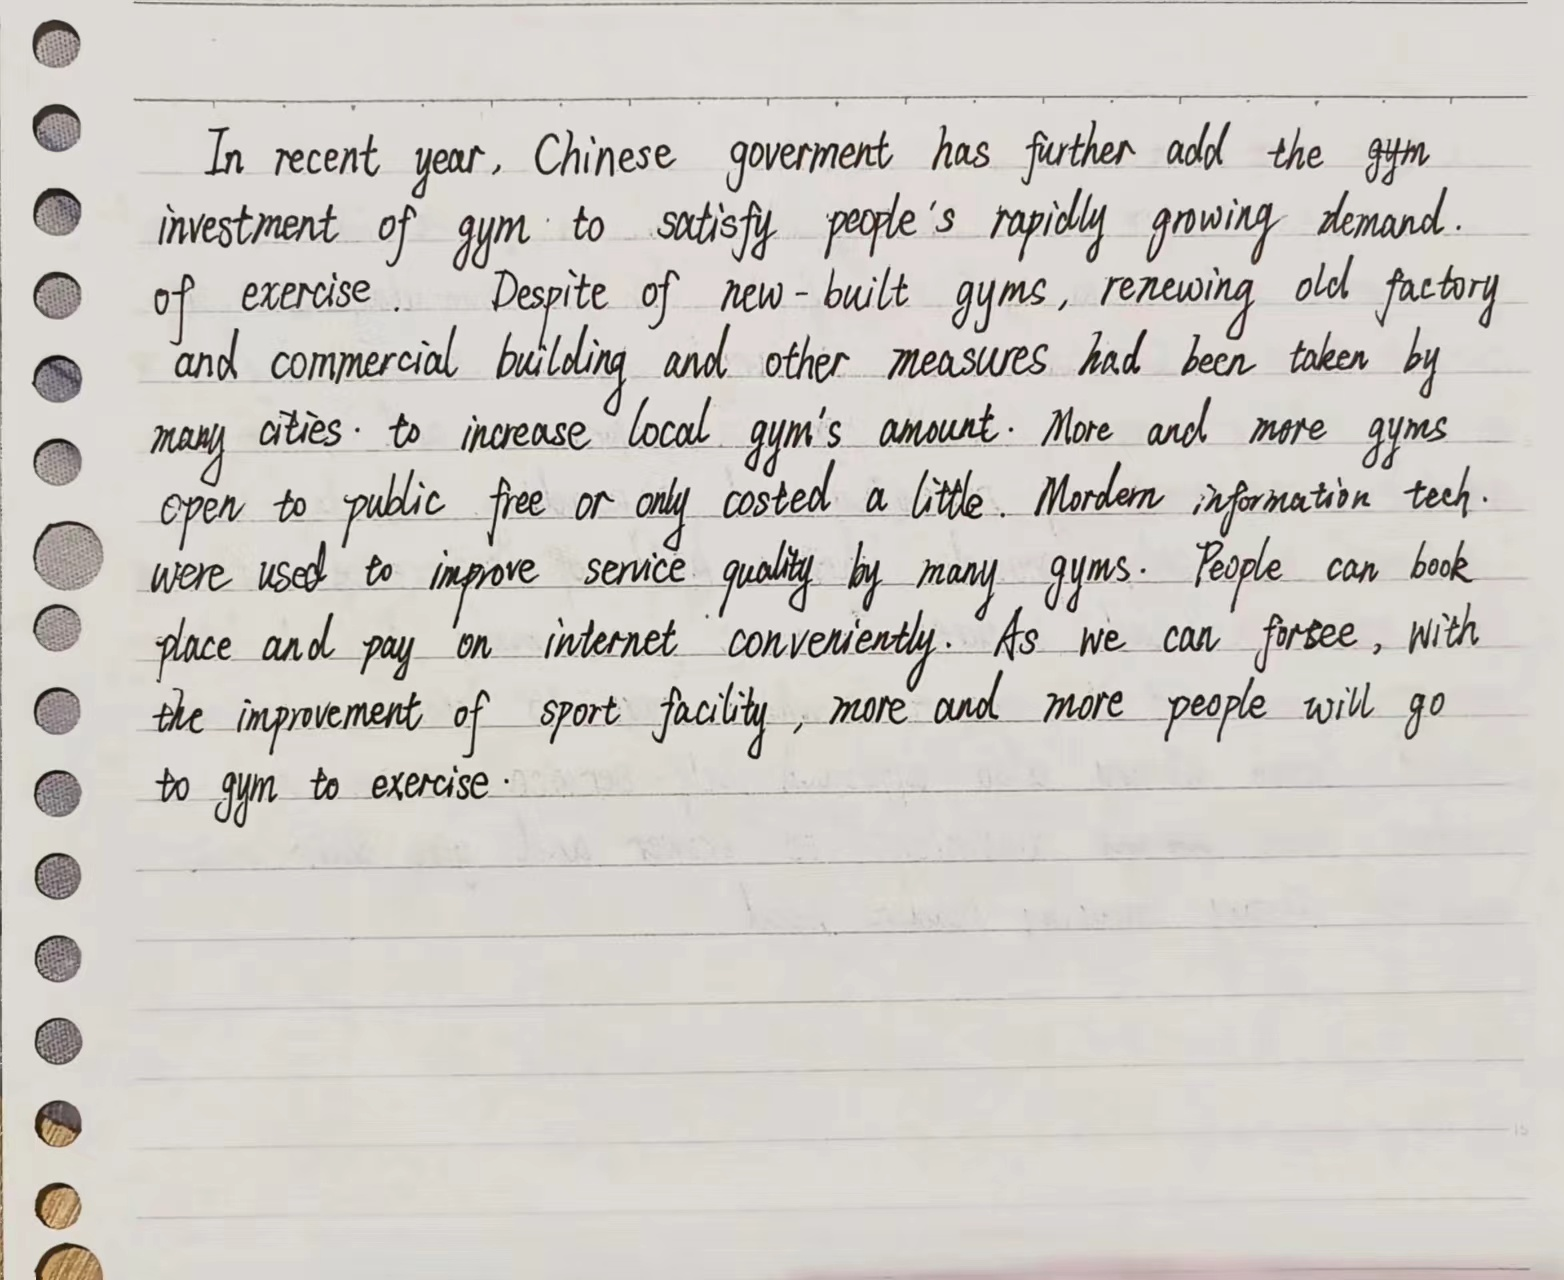 In recent year, Chinese goverment has further add the gym
investment of gym to satisfy people's rapidly growing demand.
of exercise. Despite of new-built gyms, renewing old factory
and commercial building and other measures had been taken by
many cities. to increase local gym's amount. More and more gyms
open to public free or only costed a little. Mordern information tech.
were used to improve service quality by many gyms. People can book
place and pay on internet conveniently. As we can forsee, with
the improvement of sport facility, more and more people will go
to gym to exercise.